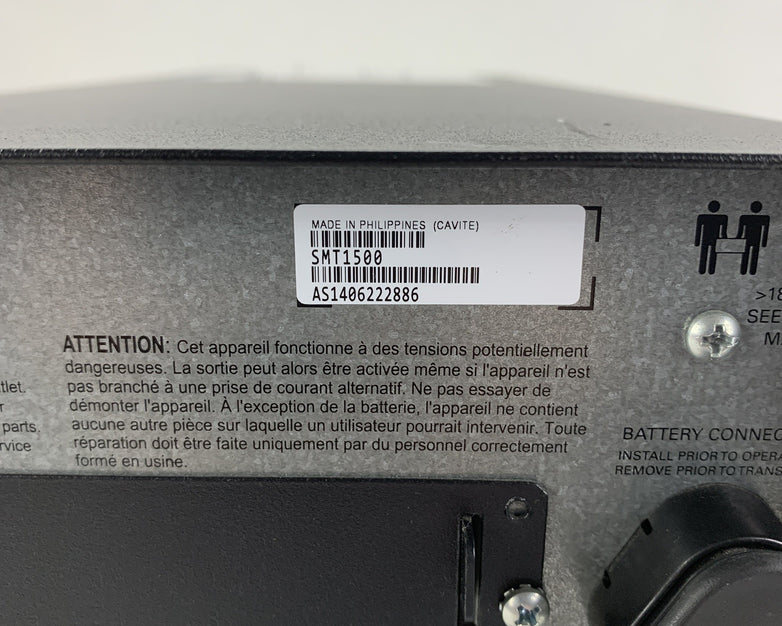 MADE IN PHILIPPINES (CAVITE)
SMT1500
AS1406222886
>18
SEE
ATTENTION: Cet appareil fonctionne à des tensions potentiellement
dangereuses. La sortie peut alors être activée même si l'appareil n'est
pas branché à une prise de courant alternatif. Ne pas essayer de
démonter l'appareil. À l'exception de la batterie, l'appareil ne contient
aucune autre pièce sur laquelle un utilisateur pourrait intervenir. Toute
réparation doit être faite uniquement par du personnel correctement
formé en usine.
parts.
BATTERY
INSTALL PRIOR TO
REMOVE PRIOR TO